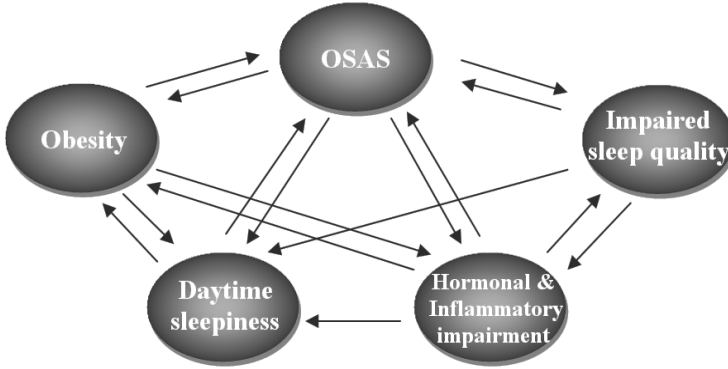 OSAS
Obesity
Impaired
sleep quality
Daytime
sleepiness
Hormonal &
Inflammatory
impairment